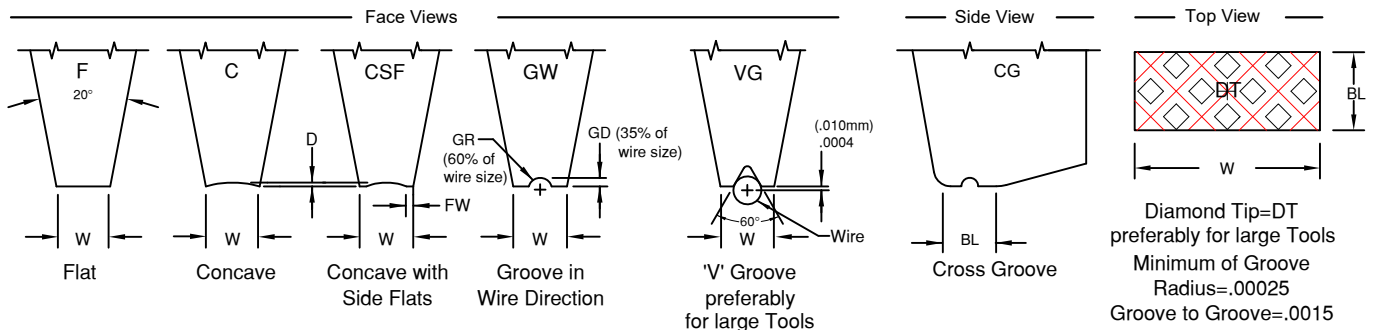 Face Views
Side View
Top View
F
20°
W
Flat
C
D
W
Concave
CSF
FW
W
Concave with
Side Flats
GW
GR
(60% of
wire size)
GD (35% of
wire size)
W
Groove in
Wire Direction
VG
(.010mm)
.0004
60°
W
Wire
'V' Groove
preferably
for large Tools
CG
BL
Cross Groove
DT
BL
W
Diamond Tip=DT
preferably for large Tools
Minimum of Groove
Radius=.00025
Groove to Groove=.0015